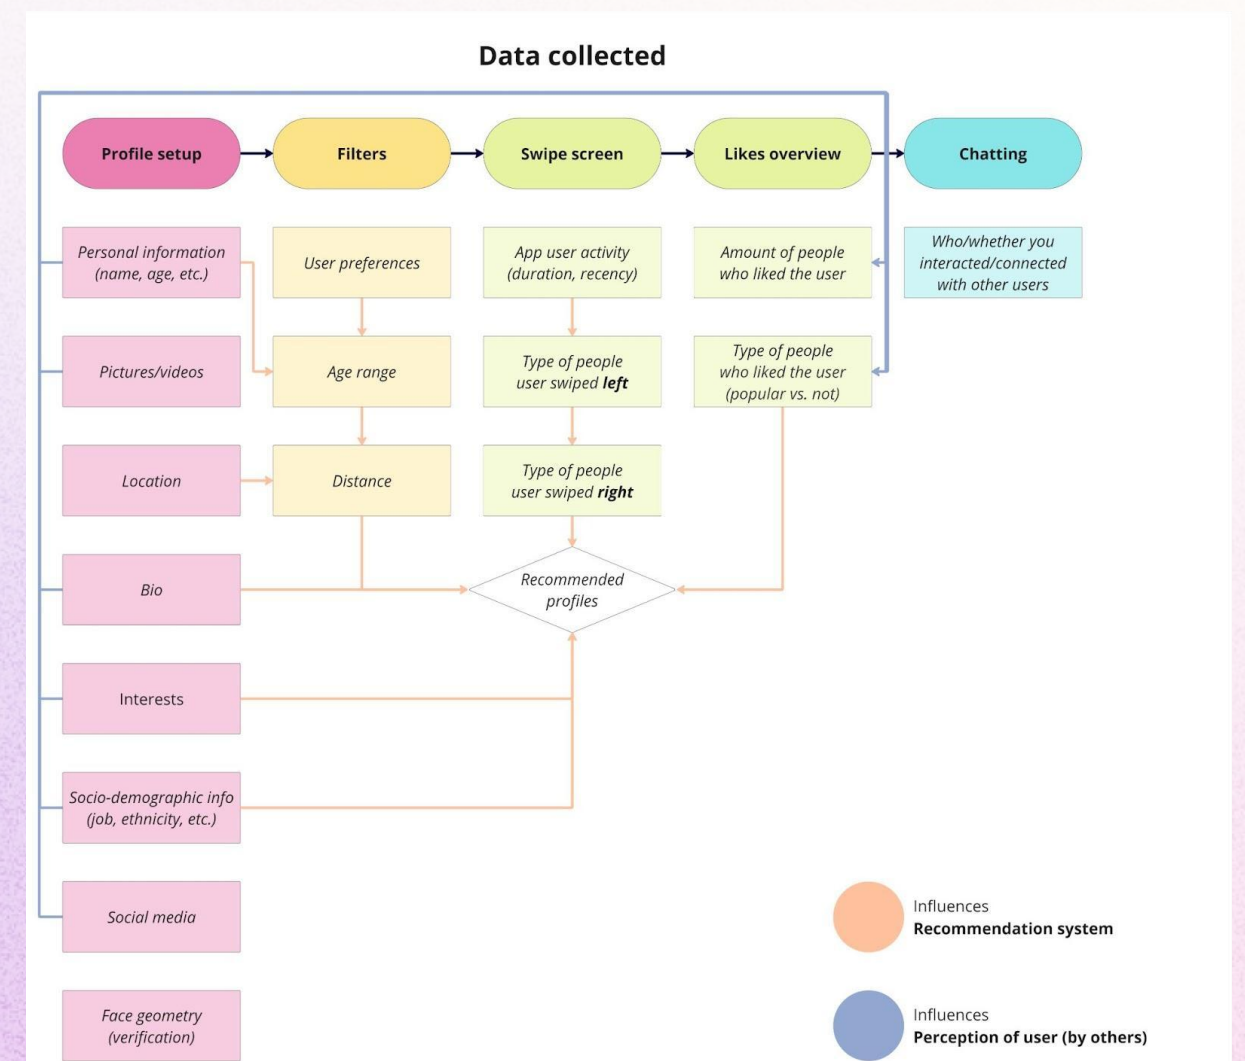 Data collected
Profile setup
Filters
Swipe screen
Likes overview
Chatting
Personal information
(name, age, etc.)
User preferences
App user activity
(duration, recency)
Amount of people
who liked the user
Who/whether you
interacted/connected
with other users
Pictures/videos
Age range
Type of people
user swiped left
Type of people
who liked the user
(popular vs. not)
Location
Distance
Type of people
user swiped right
Bio
Recommended
profiles
Interests
Socio-demographic info
(job, ethnicity, etc.)
Social media
Influences
Recommendation system
Face geometry
(verification)
Influences
Perception of user (by others)